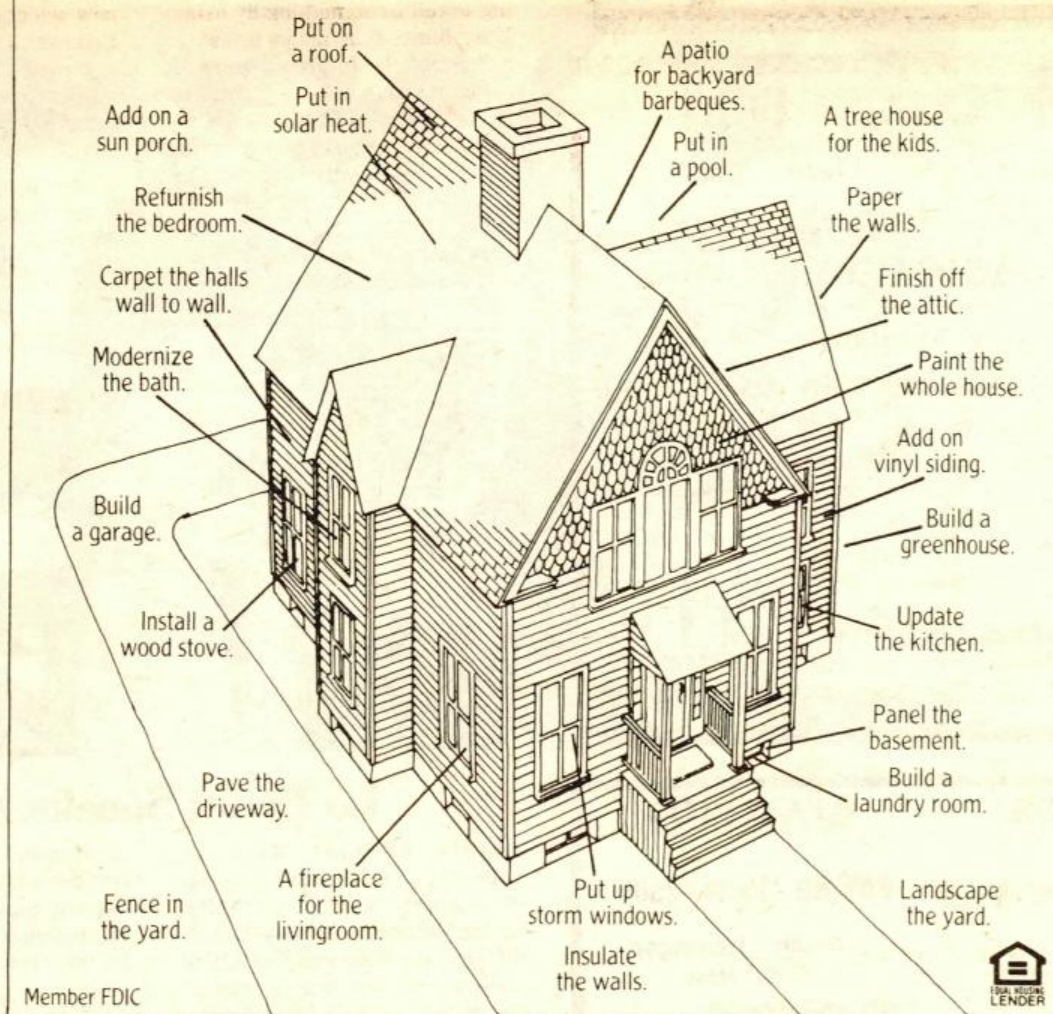 Put on
a roof.
A patio
for backyard
barbeques.
Add on a
sun porch.
Put in
solar heat.
Put in
a pool.
A tree house
for the kids.
Refurnish
the bedroom.
Paper
the walls.
Carpet the halls
wall to wall.
Finish off
the attic.
Modernize
the bath.
Paint the
whole house.
Add on
vinyl siding.
Build
a garage.
Build a
greenhouse.
Install a
wood stove.
Update
the kitchen.
Panel the
basement.
Pave the
driveway.
Build a
laundry room.
Fence in
the yard.
A fireplace
for the
livingroom.
Put up
storm windows.
Landscape
the yard.
Insulate
the walls.
Member FDIC
EQUAL HOUSING
LENDER